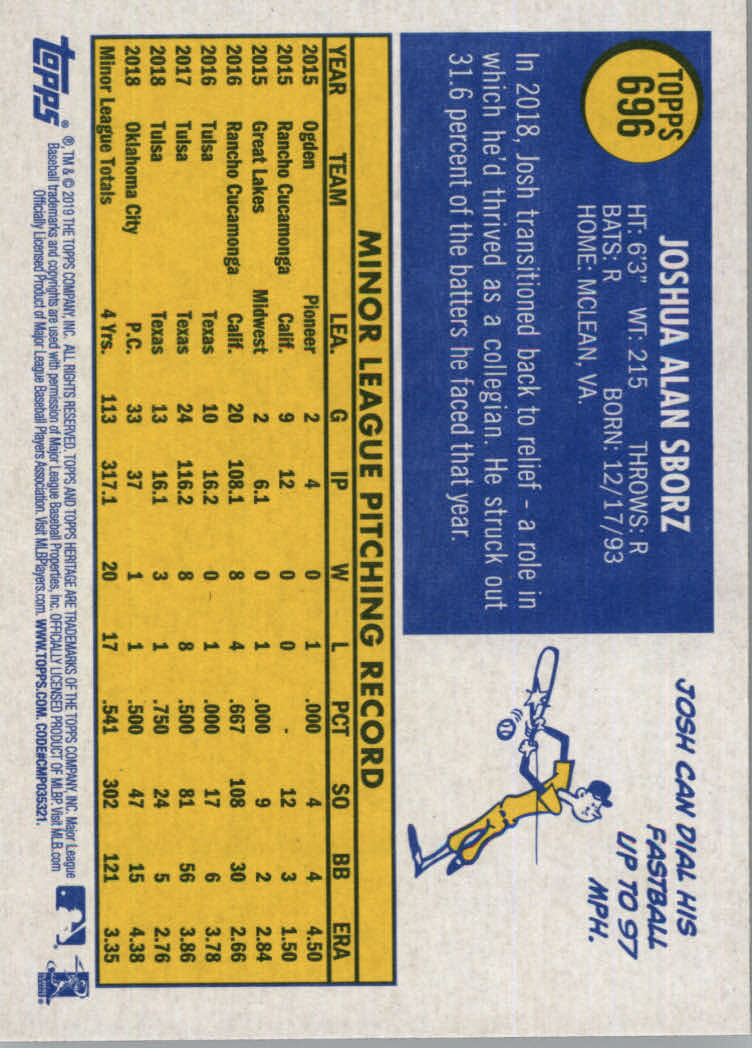 TOPPS
696
JOSHUA ALAN SBORZ
HT: 6'3" WT: 215 THROWS: R
BATS: R BORN: 12/17/93
HOME: MCLEAN, VA.
In 2018, Josh transitioned back to relief - a role in
which he'd thrived as a collegian. He struck out
31.6 percent of the batters he faced that year.
JOSH CAN DIAL HIS
FASTBALL
UP TO 97
MPH.
MINOR LEAGUE PITCHING RECORD
YEAR TEAM LEA. G IP W L PCT SO BB ERA
2015 Ogden Pioneer 2 4 0 1 .000 4 4 4.50
2015 Rancho Cucamonga Calif. 9 12 0 0 - 12 3 1.50
2015 Great Lakes Midwest 2 6.1 0 1 .000 9 2 2.84
2016 Rancho Cucamonga Calif. 20 108.1 8 4 .667 108 30 2.66
2016 Tulsa Texas 10 16.2 0 1 .000 17 6 3.78
2017 Tulsa Texas 24 116.2 8 8 .500 81 56 3.86
2018 Tulsa Texas 13 16.1 3 1 .750 24 5 2.76
2018 Oklahoma City P.C. 33 37 1 1 .500 47 15 4.38
Minor League Totals 4 Yrs. 113 317.1 20 17 .541 302 121 3.35
topps®
®, TM & © 2019 THE TOPPS COMPANY, INC. ALL RIGHTS RESERVED. TOPPS AND TOPPS HERITAGE ARE TRADEMARKS OF THE TOPPS COMPANY, INC. Major League
Baseball trademarks and copyrights are used with permission of Major League Baseball Properties, Inc. OFFICIALLY LICENSED PRODUCT OF MLBP. Visit MLB.com
Officially Licensed Product of Major League Baseball Players Association. Visit MLBPlayers.com. WWW.TOPPS.COM. CODE#CMP035321.